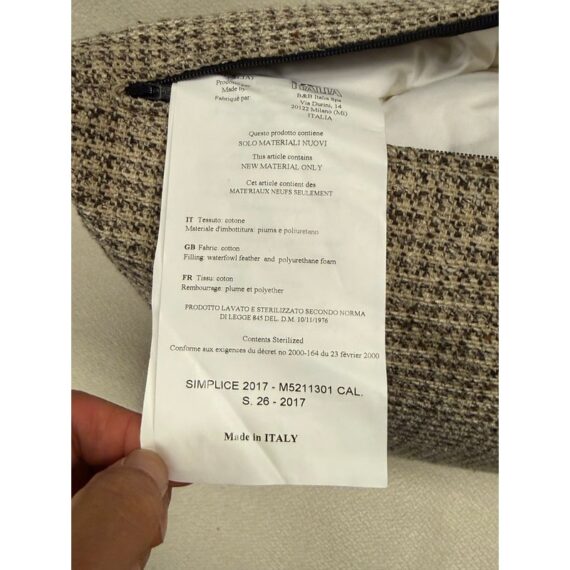 Made by:
Fabriqué par
ITALIA
B&B Italia Spa
Via Durini, 14
20122 Milano (MI)
ITALIA
Questo prodotto contiene
SOLO MATERIALI NUOVI
This article contains
NEW MATERIAL ONLY
Cet article contient des
MATERIAUX NEUFS SEULEMENT
IT Tessuto: cotone
Materiale d'imbottitura: piuma e poliuretano
GB Fabric: cotton
Filling: waterfowl feather and polyurethane foam
FR Tissu: coton
Rembourrage: plume et polyether
PRODOTTO LAVATO E STERILIZZATO SECONDO NORMA
DI LEGGE 845 DEL. D.M. 10/11/1976
Contents Sterilized
Conforme aux exigences du décret no 2000-164 du 23 février 2000
SIMPLICE 2017 - M5211301 CAL.
S. 26 - 2017
Made in ITALY